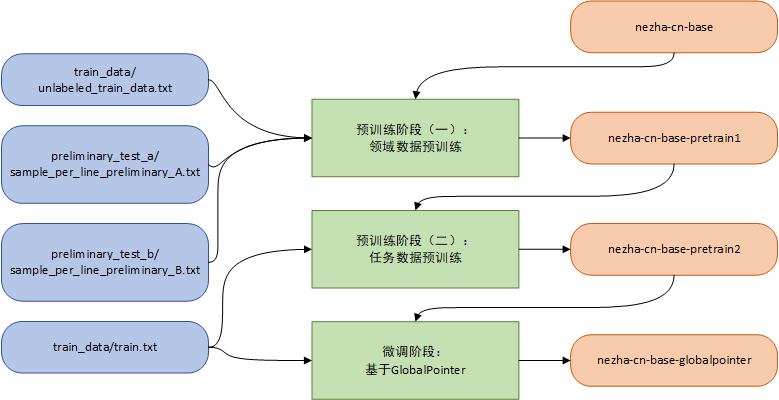 nezha-cn-base
train_data/
unlabeled_train_data.txt
预训练阶段（一）：
领域数据预训练
nezha-cn-base-pretrain1
preliminary_test_a/
sample_per_line_preliminary_A.txt
preliminary_test_b/
sample_per_line_preliminary_B.txt
预训练阶段（二）：
任务数据预训练
nezha-cn-base-pretrain2
train_data/train.txt
微调阶段：
基于GlobalPointer
nezha-cn-base-globalpointer